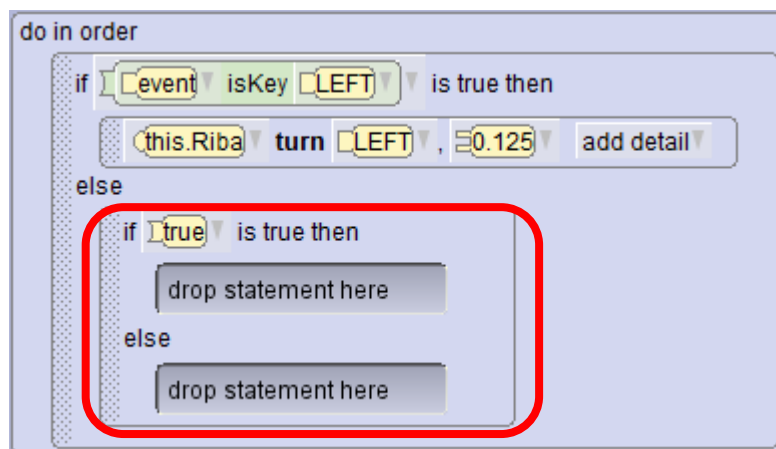 do in order
if event isKey LEFT is true then
this.Riba turn LEFT , 0.125 add detail
else
if true is true then
drop statement here
else
drop statement here